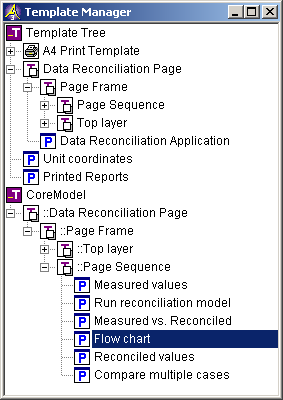 Template Manager
Template Tree
A4 Print Template
Data Reconciliation Page
Page Frame
Page Sequence
Top layer
Data Reconciliation Application
Unit coordinates
Printed Reports
CoreModel
::Data Reconciliation Page
::Page Frame
::Top layer
::Page Sequence
Measured values
Run reconciliation model
Measured vs. Reconciled
Flow chart
Reconciled values
Compare multiple cases